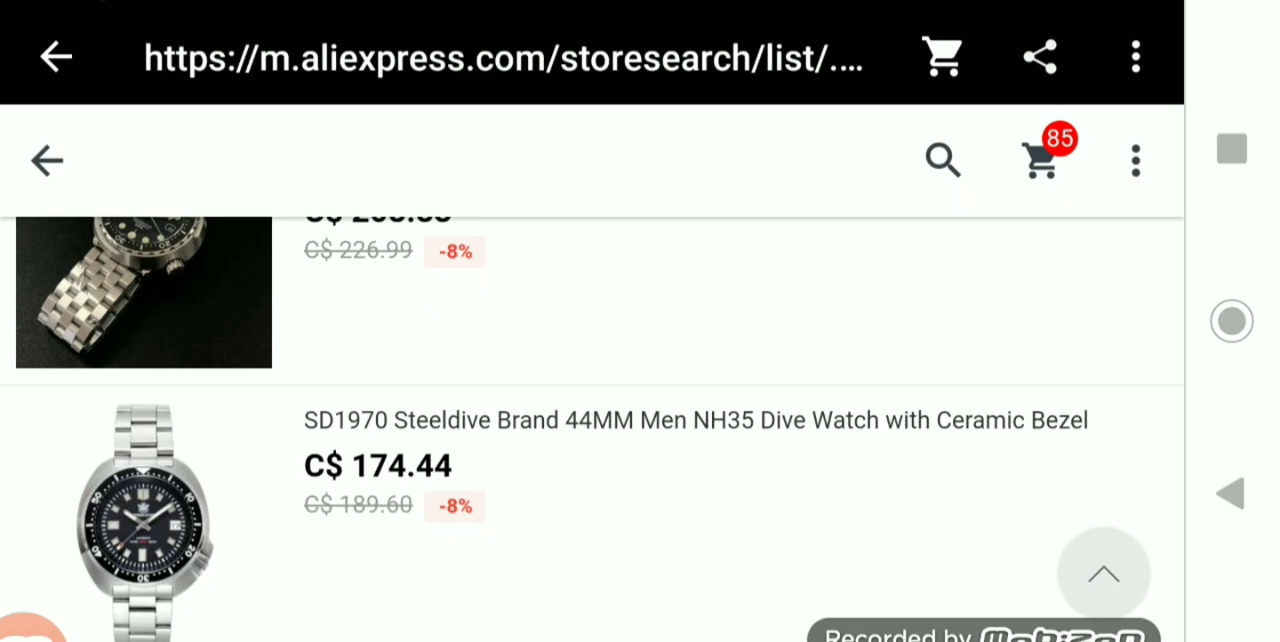 https://m.aliexpress.com/storesearch/list/....
85
C$ 226.99
-8%
SD1970 Steeldive Brand 44MM Men NH35 Dive Watch with Ceramic Bezel
C$ 174.44
C$ 189.60
-8%
Recorded by